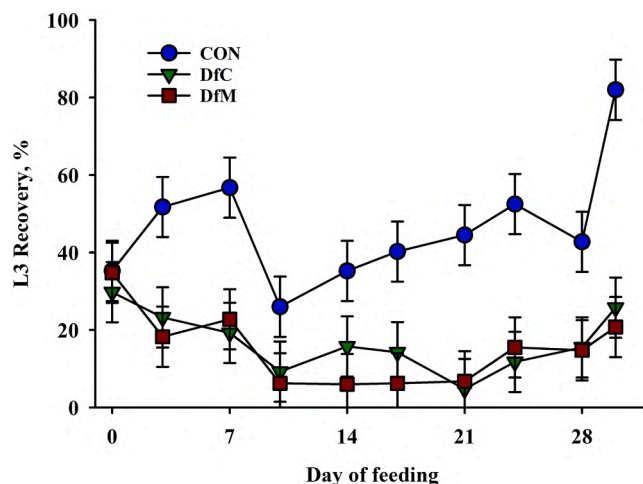 100
80
60
40
20
0
L3 Recovery, %
CON
DfC
DfM
0 7 14 21 28
Day of feeding